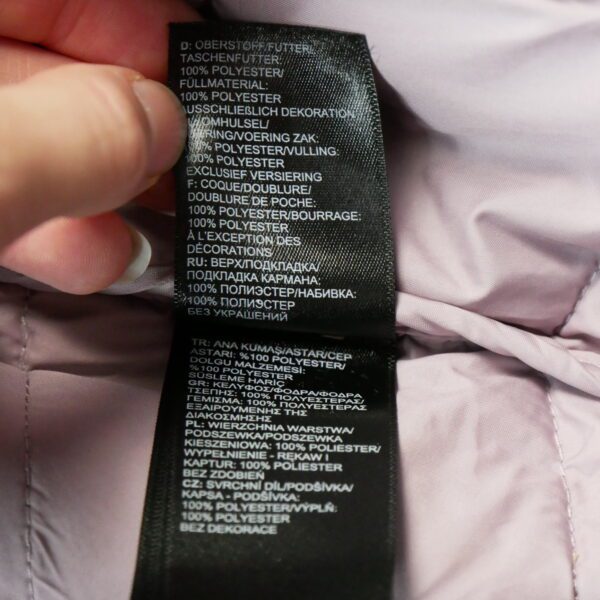 D: OBERSTOFF/FUTTER/
TASCHENFUTTER:
100% POLYESTER/
FÜLLMATERIAL:
100% POLYESTER
AUSSCHLIEßLICH DEKORATION
OMHULSEL/
RING/VOERING ZAK:
POLYESTER/VULLING:
100% POLYESTER
EXCLUSIEF VERSIERING
F: COQUE/DOUBLURE/
DOUBLURE DE POCHE:
100% POLYESTER/BOURRAGE:
100% POLYESTER
À L'EXCEPTION DES
DÉCORATIONS
RU: ВЕРХ/ПОДКЛАДКА/
ПОДКЛАДКА КАРМАНА:
100% ПОЛИЭСТЕР/НАБИВКА:
100% ПОЛИЭСТЕР
БЕЗ УКРАШЕНИЙ
TR: ANA KUMAŞ/ASTAR/CEP
ASTARI: %100 POLYESTER/
DOLGU MALZEMESİ:
%100 POLYESTER
SÜSLEME HARİÇ
GR: ΚΕΛΥΦΟΣ/ΦΟΔΡΑ/ΦΟΔΡΑ
ΤΣΕΠΗΣ: 100% ΠΟΛΥΕΣΤΕΡΑΣ/
ΓΕΜΙΣΜΑ: 100% ΠΟΛΥΕΣΤΕΡΑΣ
ΕΞΑΙΡΟΥΜΕΝΗΣ ΤΗΣ
ΔΙΑΚΟΣΜΗΣΗΣ
PL: WIERZCHNIA WARSTWA/
PODSZEWKA/PODSZEWKA
KIESZENIOWA: 100% POLIESTER/
WYPEŁNIENIE - RĘKAW I
KAPTUR: 100% POLIESTER
BEZ ZDOBIEŃ
CZ: SVRCHNÍ DÍL/PODŠÍVKA/
KAPSA - PODŠÍVKA:
100% POLYESTER/VÝPLŇ:
100% POLYESTER
BEZ DEKORACE